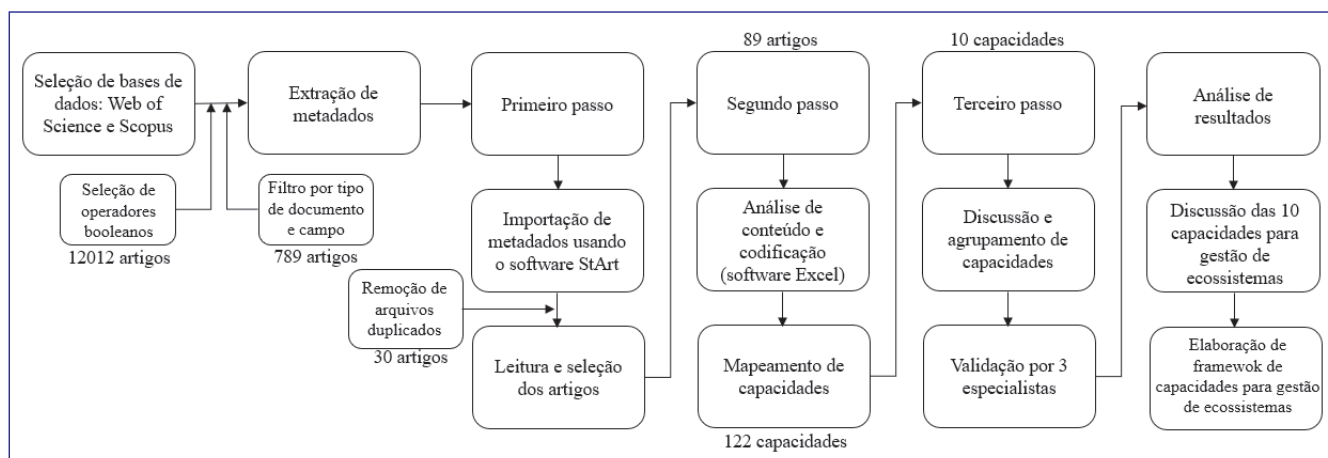 Seleção de bases de
dados: Web of
Science e Scopus
Seleção de
operadores
booleanos
12012 artigos
Filtro por tipo
de documento
e campo
789 artigos
Extração de
metadados
Primeiro passo
Importação de
metadados usando
o software StArt
Remoção de
arquivos
duplicados
30 artigos
Leitura e seleção
dos artigos
89 artigos
Segundo passo
Análise de
conteúdo e
codificação
(software Excel)
Mapeamento de
capacidades
122 capacidades
10 capacidades
Terceiro passo
Discussão e
agrupamento de
capacidades
Validação por 3
especialistas
Análise de
resultados
Discussão das 10
capacidades para
gestão de
ecossistemas
Elaboração de
framewok de
capacidades para gestão
de ecossistemas